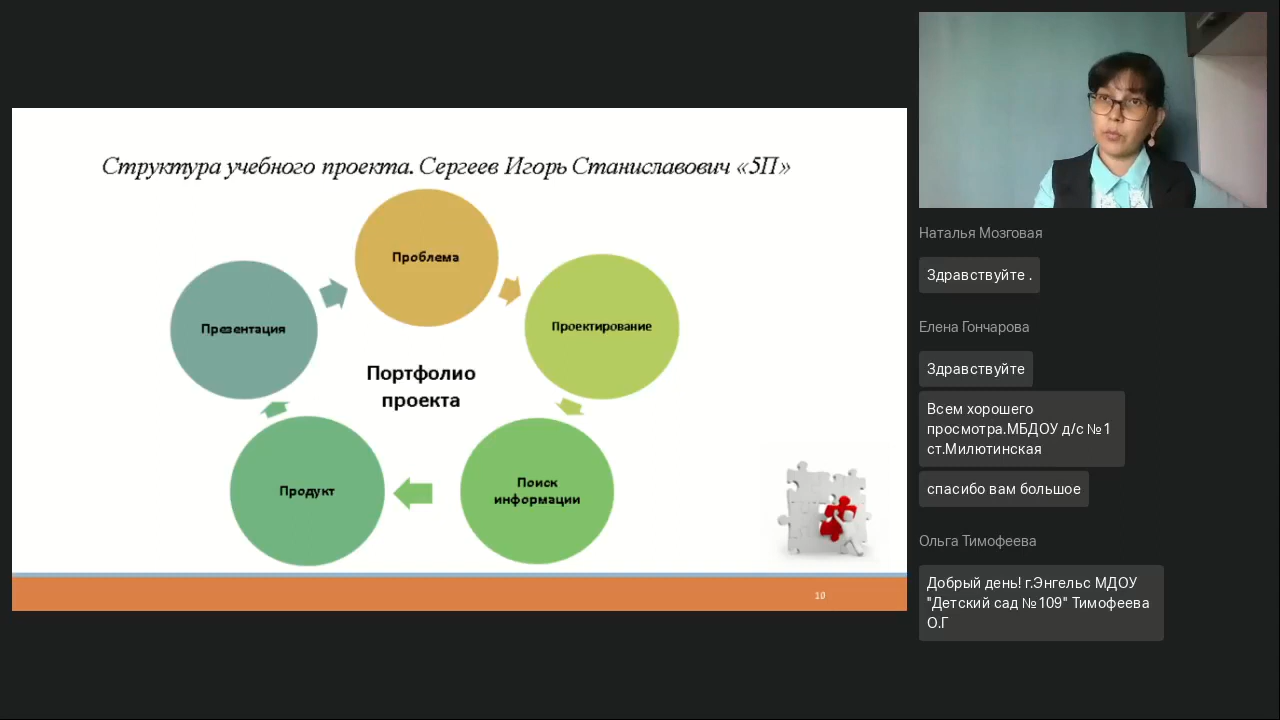 Структура учебного проекта. Сергеев Игорь Станиславович «5П»
Проблема
Проектирование
Поиск
информации
Продукт
Презентация
Портфолио
проекта
10
Наталья Мозговая
Здравствуйте .
Елена Гончарова
Здравствуйте
Всем хорошего
просмотра.МБДОУ д/с №1
ст.Милютинская
спасибо вам большое
Ольга Тимофеева
Добрый день! г.Энгельс МДОУ
"Детский сад №109" Тимофеева
О.Г